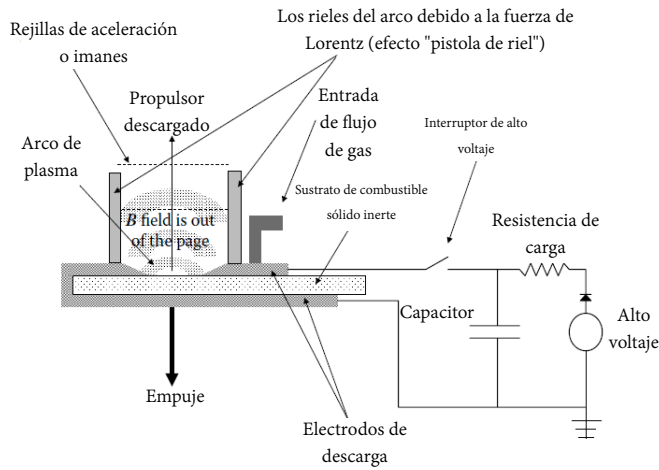 Rejillas de aceleración
o imanes
Los rieles del arco debido a la fuerza de
Lorentz (efecto "pistola de riel")
Propulsor
descargado
Entrada
de flujo
de gas
Interruptor de alto
voltaje
Arco de
plasma
Sustrato de combustible
sólido inerte
B field is out
of the page
Resistencia de
carga
Capacitor
Alto
voltaje
Empuje
Electrodos de
descarga